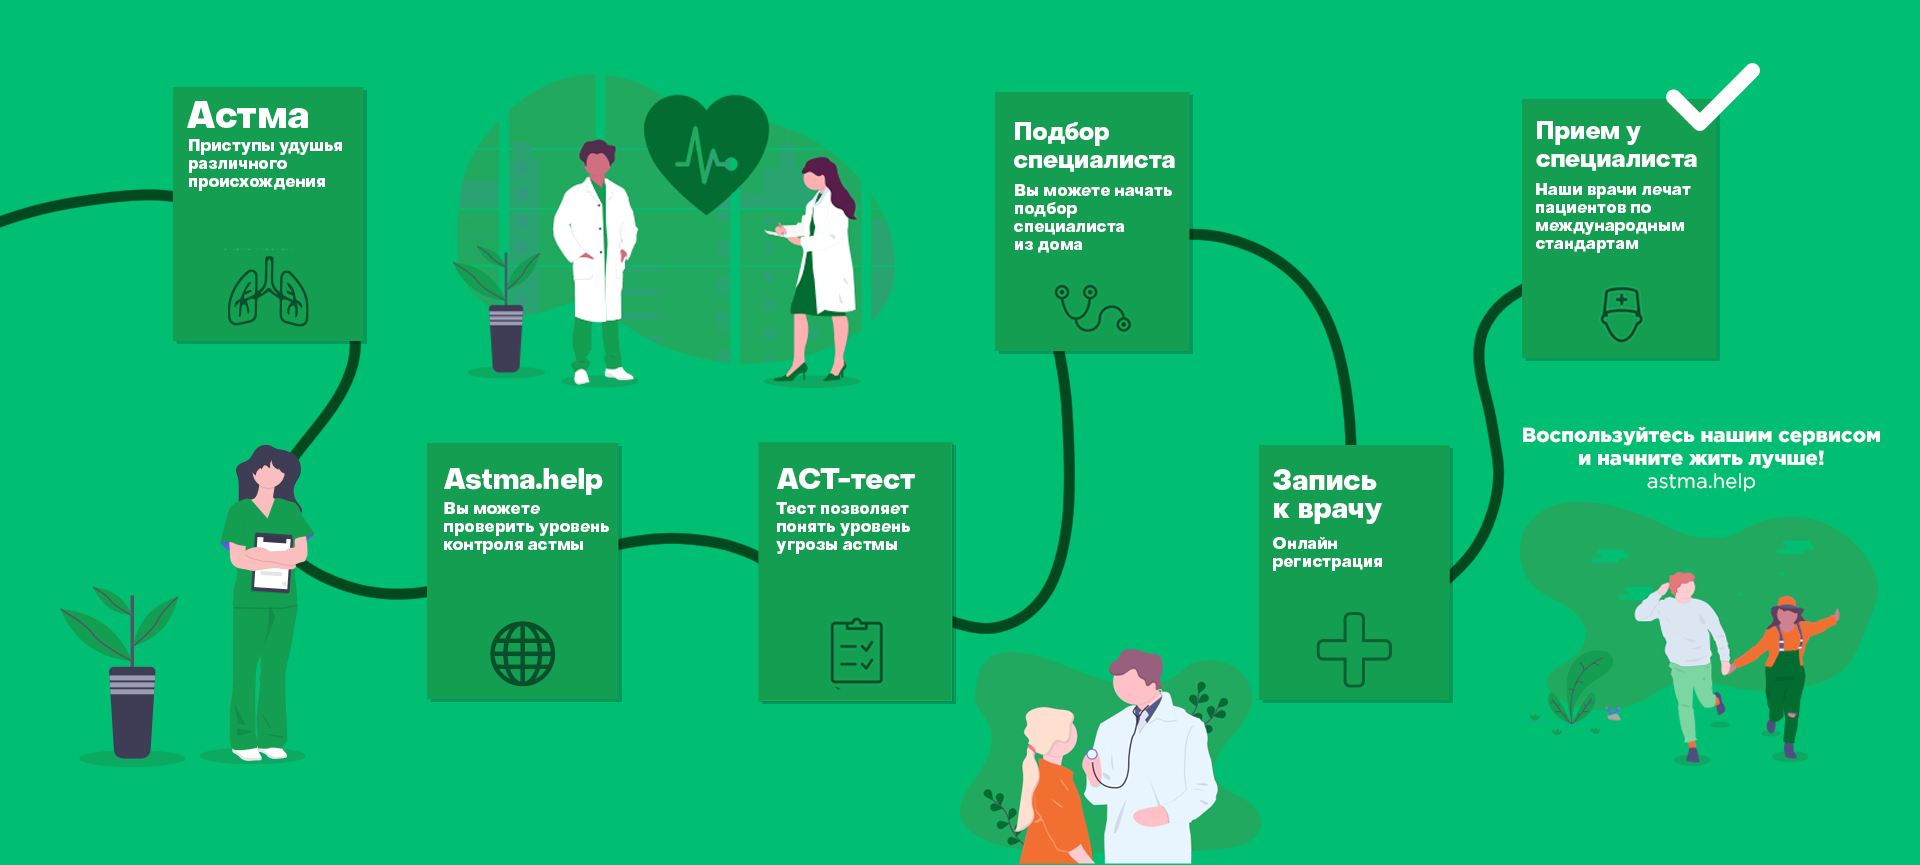 Астма
Приступы удушья
различного
происхождения
Astma.help
Вы можете
проверить уровень
контроля астмы
АСТ-тест
Тест позволяет
понять уровень
угрозы астмы
Подбор
специалиста
Вы можете начать
подбор
специалиста
из дома
Запись
к врачу
Онлайн
регистрация
Прием у
специалиста
Наши врачи лечат
пациентов по
международным
стандартам
Воспользуйтесь нашим сервисом
и начните жить лучше!
astma.help